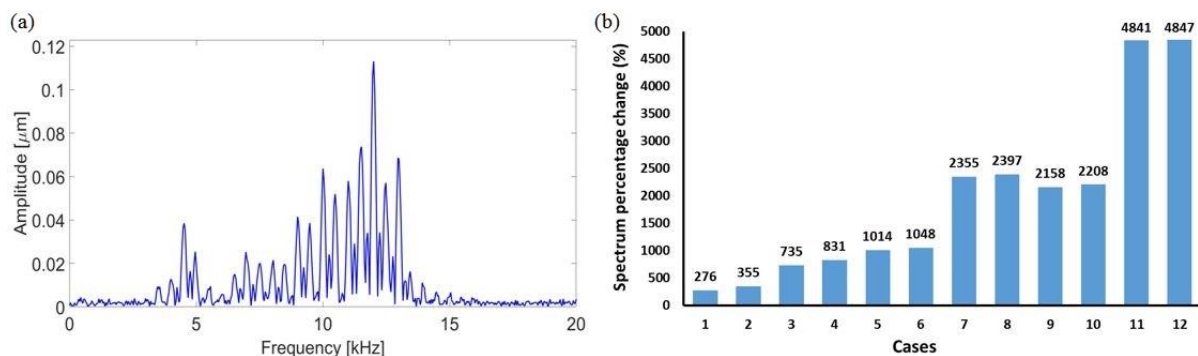 (a)
Amplitude [μm]
0.12
0.1
0.08
0.06
0.04
0.02
0
0 5 10 15 20
Frequency [kHz]
(b)
Spectrum percentage change (%)
5000
4500
4000
3500
3000
2500
2000
1500
1000
500
0
276 355 735 831 1014 1048 2355 2397 2158 2208 4841 4847
1 2 3 4 5 6 7 8 9 10 11 12
Cases